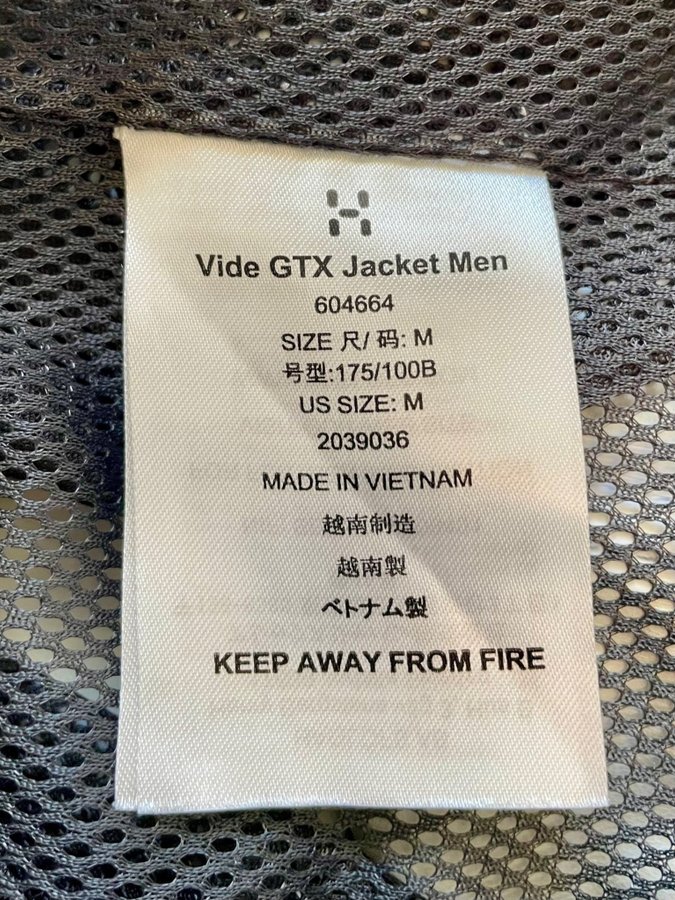 Vide GTX Jacket Men
604664
SIZE 尺/ 码: M
号型:175/100B
US SIZE: M
2039036
MADE IN VIETNAM
越南制造
越南製
ベトナム製
KEEP AWAY FROM FIRE